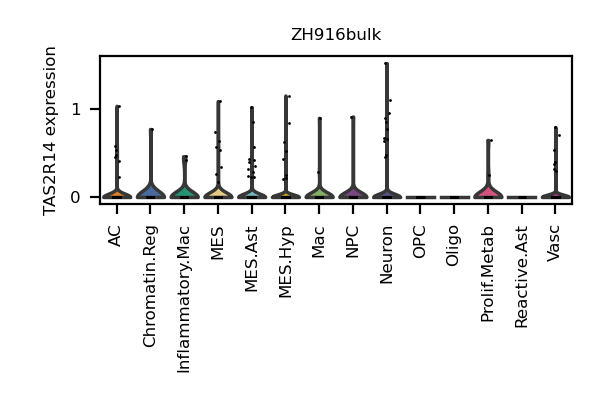 ZH916bulk
TAS2R14 expression
1
0
AC
Chromatin.Reg
Inflammatory.Mac
MES
MES.Ast
MES.Hyp
Mac
NPC
Neuron
OPC
Oligo
Prolif.Metab
Reactive.Ast
Vasc